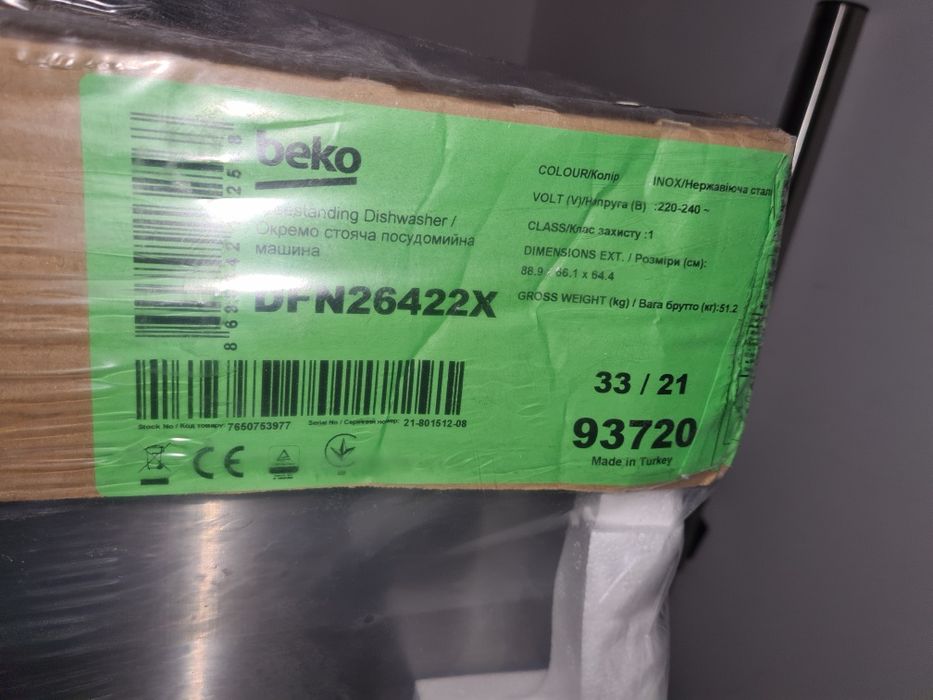 beko
Freestanding Dishwasher /
Окремо стояча посудомийна
машина
DFN26422X
Stock No / Код товару: 7650753977
Serial No / Серійний номер: 21-801512-08
COLOUR/Колір INOX/Нержавіюча сталь
VOLT (V)/Напруга (В) :220-240 ~
CLASS/Клас захисту :1
DIMENSIONS EXT. / Розміри (см):
88.9 x 66.1 x 64.4
GROSS WEIGHT (kg) / Вага брутто (кг):51.2
33 / 21
93720
Made in Turkey
CE